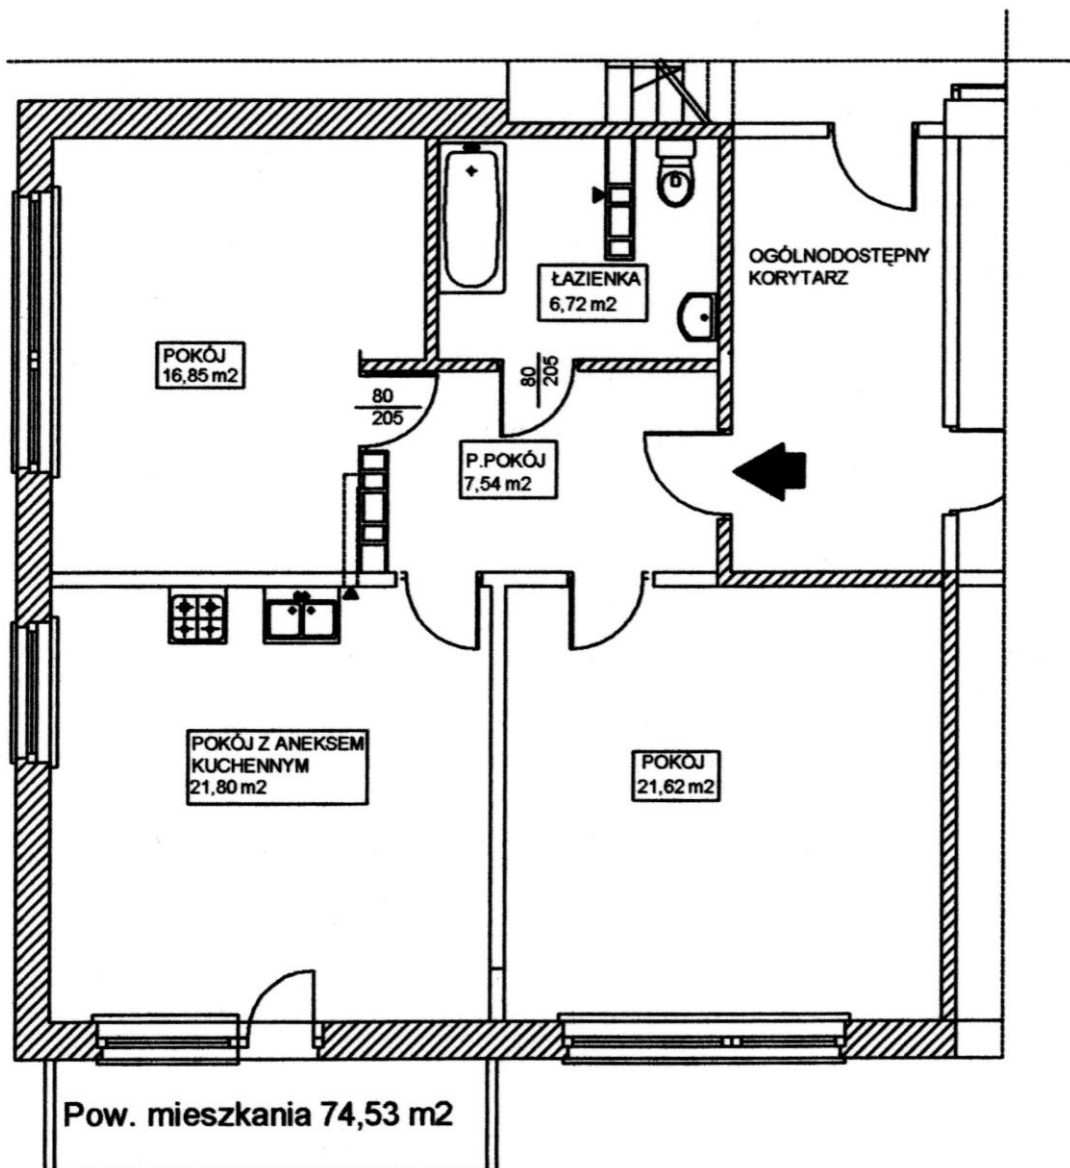 OGÓLNODOSTĘPNY
KORYTARZ
ŁAZIENKA
6,72 m2
POKÓJ
16,85 m2
80
205
80
205
P.POKÓJ
7,54 m2
POKÓJ Z ANEKSEM
KUCHENNYM
21,80 m2
POKÓJ
21,62 m2
Pow. mieszkania 74,53 m2